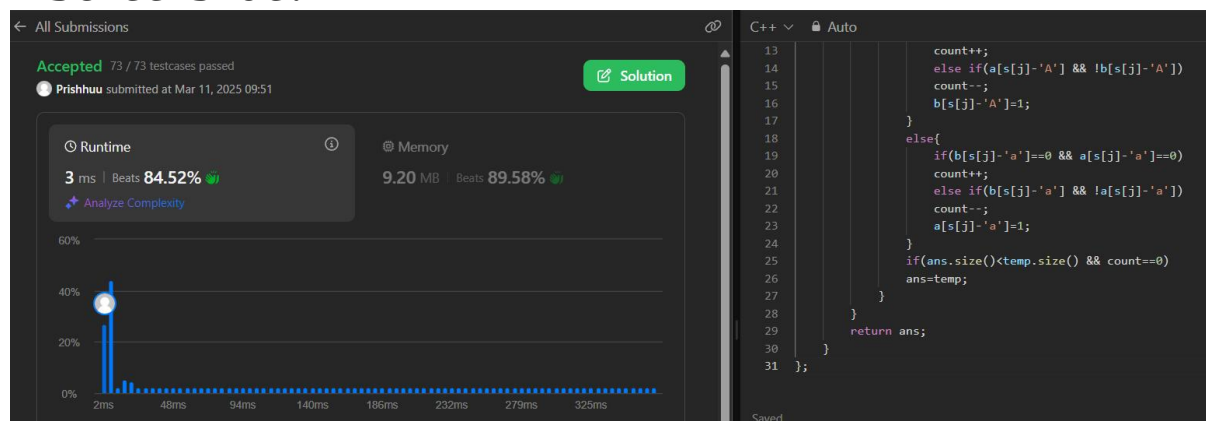 ← All Submissions
Accepted 73 / 73 testcases passed
Prishhuu submitted at Mar 11, 2025 09:51
Solution
Runtime
3 ms | Beats 84.52%
Analyze Complexity
Memory
9.20 MB | Beats 89.58%
60%
40%
20%
0%
2ms 48ms 94ms 140ms 186ms 232ms 279ms 325ms
C++ Auto
13 count++;
14 else if(a[s[j]-'A'] && !b[s[j]-'A'])
15 count--;
16 b[s[j]-'A']=1;
17 }
18 else{
19 if(b[s[j]-'a']==0 && a[s[j]-'a']==0)
20 count++;
21 else if(b[s[j]-'a'] && !a[s[j]-'a'])
22 count--;
23 a[s[j]-'a']=1;
24 }
25 if(ans.size()<temp.size() && count==0)
26 ans=temp;
27 }
28 }
29 return ans;
30 }
31 };
Saved